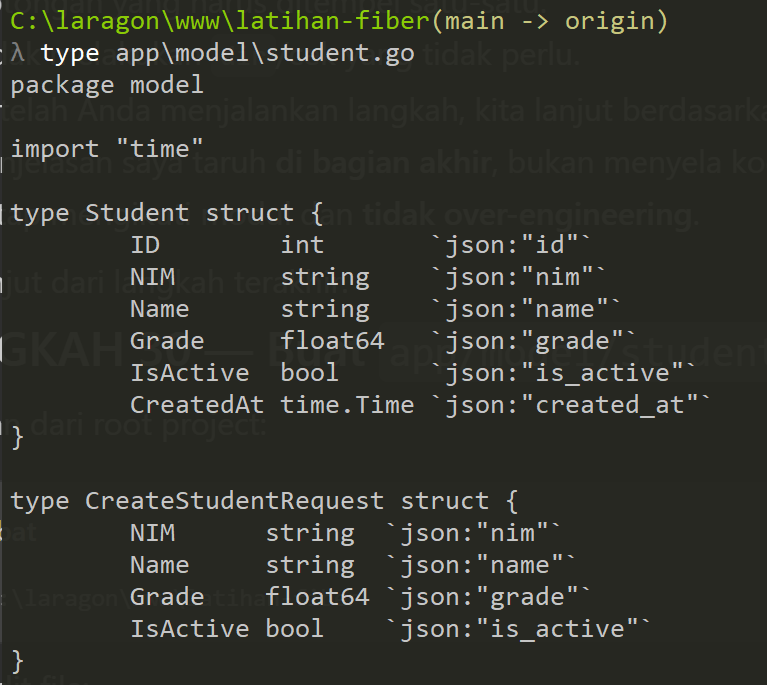 C:\laragon\www\latihan-fiber(main -> origin)
λ type app\model\student.go
package model
import "time"
type Student struct {
ID int `json:"id"`
NIM string `json:"nim"`
Name string `json:"name"`
Grade float64 `json:"grade"`
IsActive bool `json:"is_active"`
CreatedAt time.Time `json:"created_at"`
}
type CreateStudentRequest struct {
NIM string `json:"nim"`
Name string `json:"name"`
Grade float64 `json:"grade"`
IsActive bool `json:"is_active"`
}